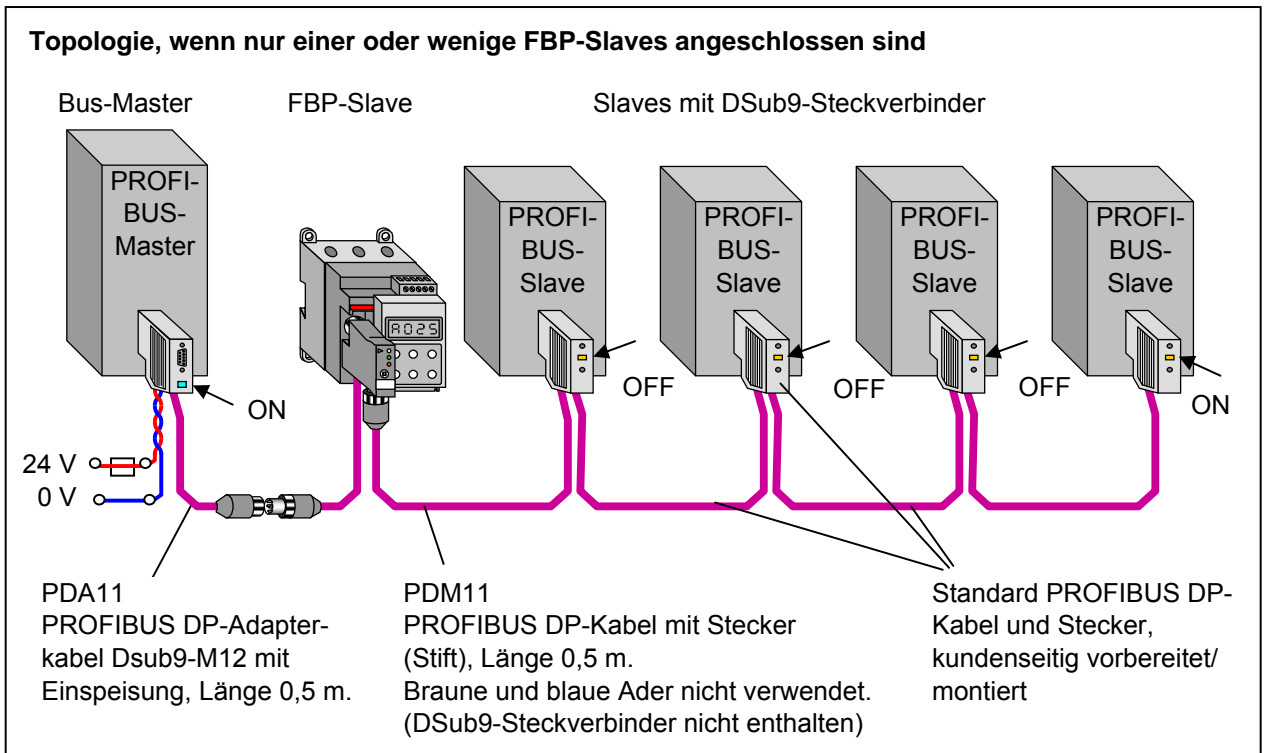 Topologie, wenn nur einer oder wenige FBP-Slaves angeschlossen sind
Bus-Master
FBP-Slave
Slaves mit DSub9-Steckverbinder
PROFI-
BUS-
Master
A025
PROFI-
BUS-
Slave
PROFI-
BUS-
Slave
PROFI-
BUS-
Slave
PROFI-
BUS-
Slave
ON
OFF
OFF
OFF
ON
24 V
0 V
PDA11
PROFIBUS DP-Adapter-
kabel Dsub9-M12 mit
Einspeisung, Länge 0,5 m.
PDM11
PROFIBUS DP-Kabel mit Stecker
(Stift), Länge 0,5 m.
Braune und blaue Ader nicht verwendet.
(DSub9-Steckverbinder nicht enthalten)
Standard PROFIBUS DP-
Kabel und Stecker,
kundenseitig vorbereitet/
montiert